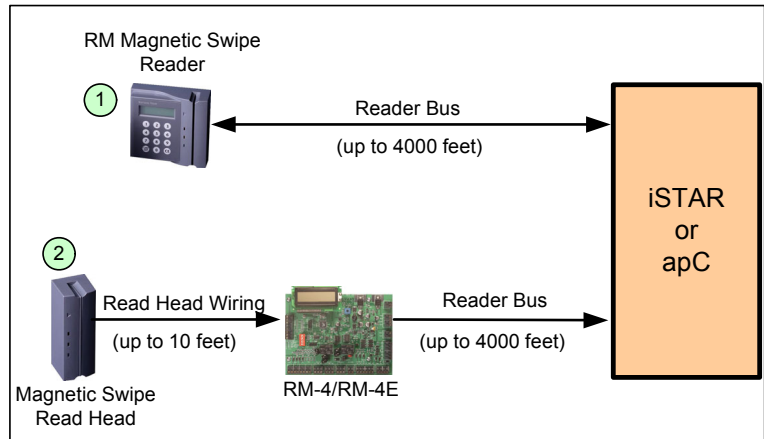 RM Magnetic Swipe
Reader
1
Reader Bus
(up to 4000 feet)
iSTAR
or
apC
2
Read Head Wiring
(up to 10 feet)
Reader Bus
(up to 4000 feet)
RM-4/RM-4E
Magnetic Swipe
Read Head